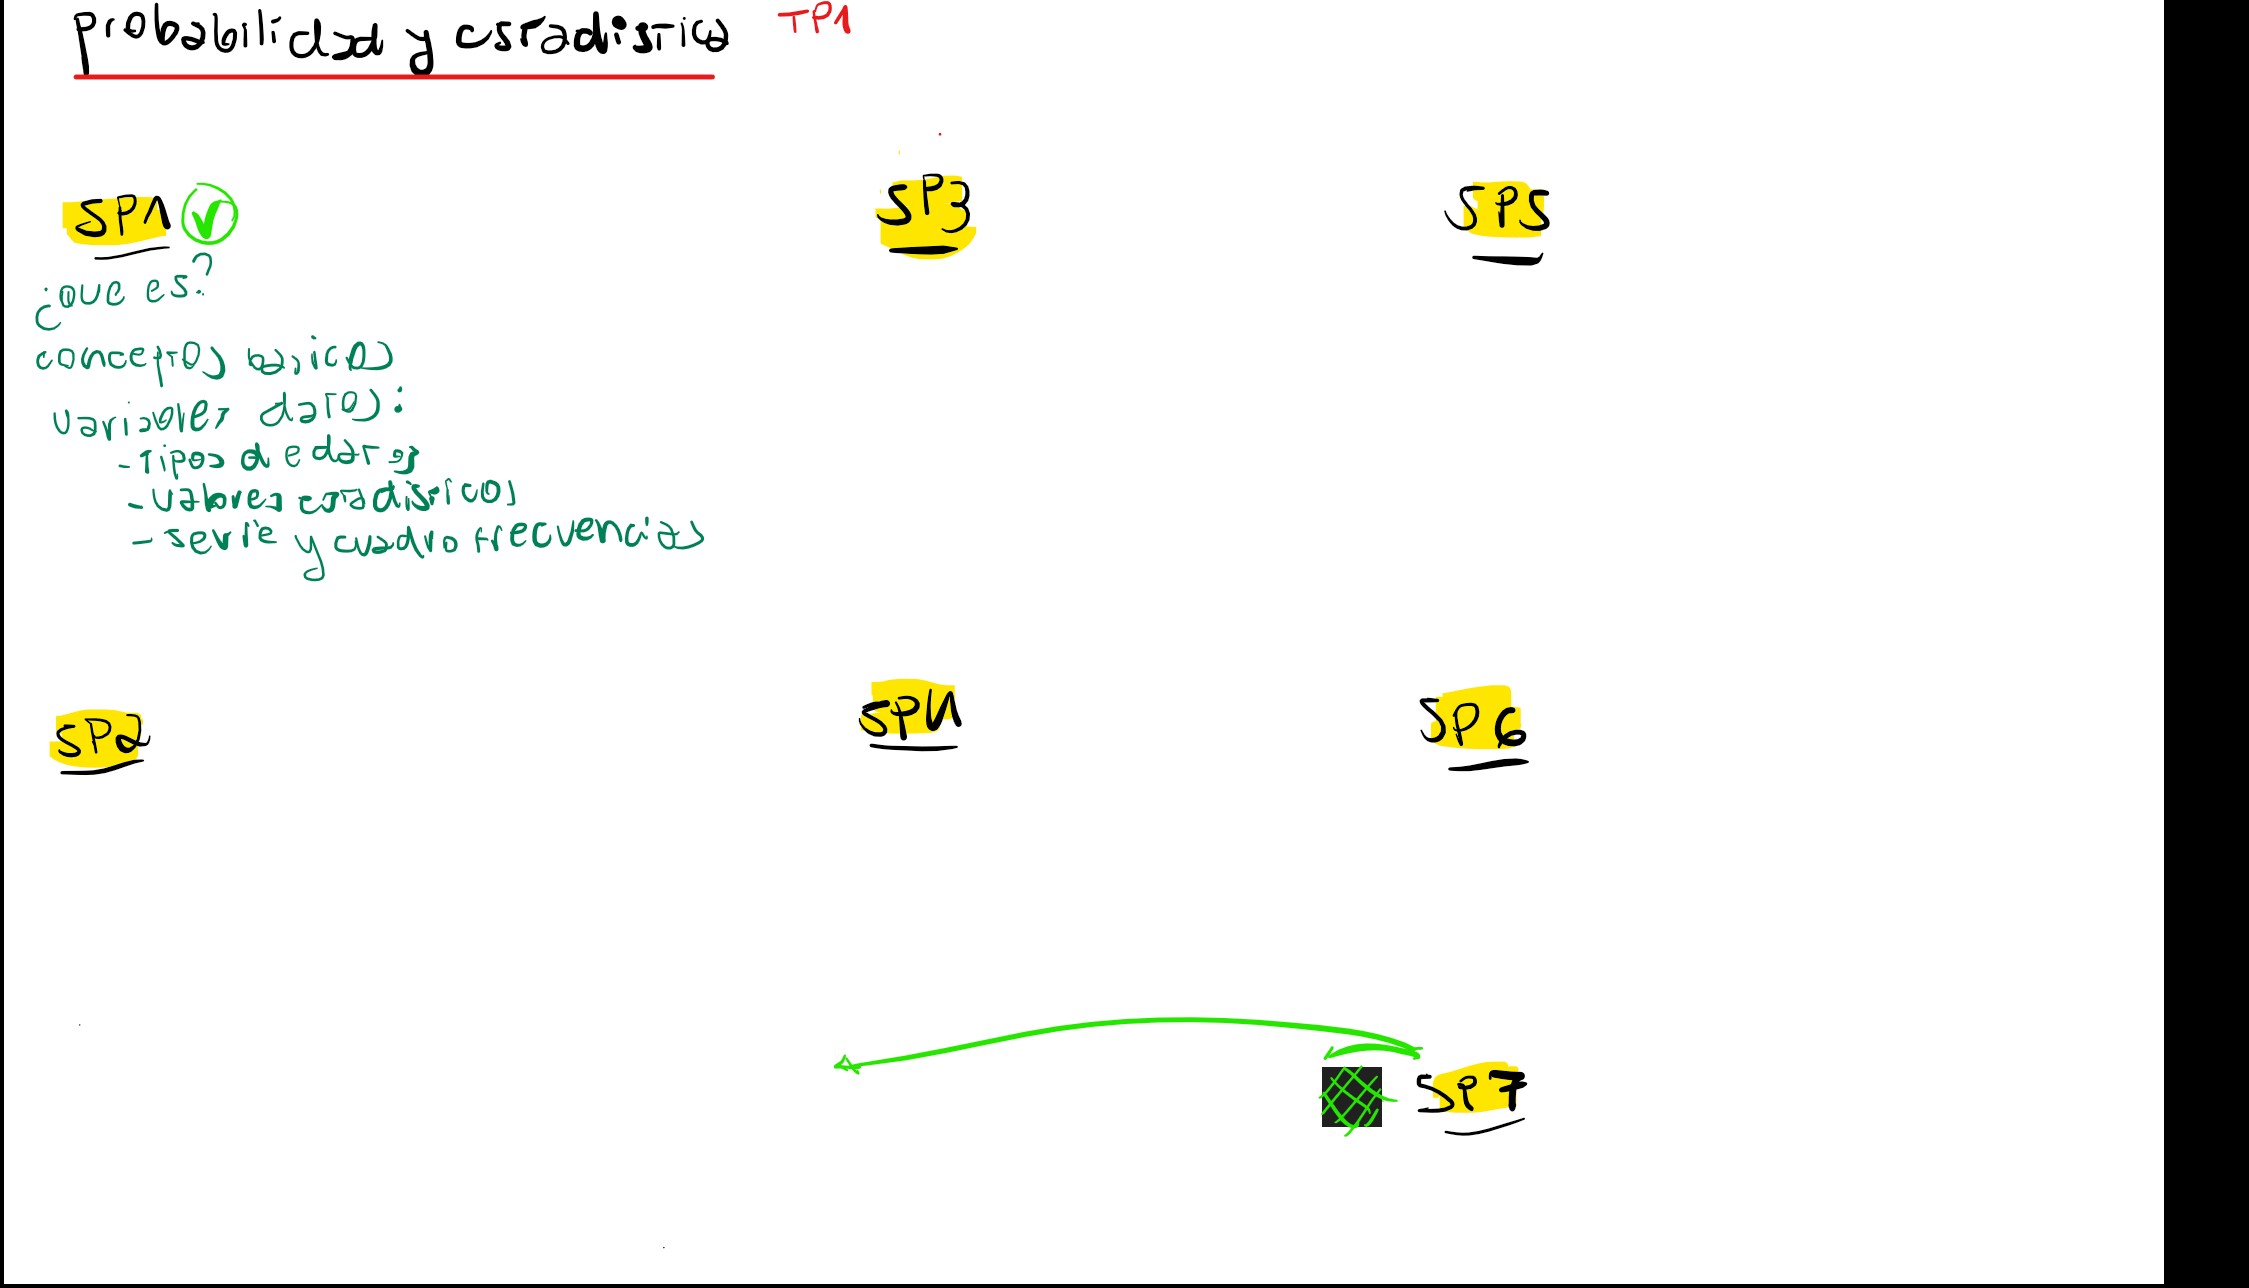 Probabilidad y estadistica TP1
SP1
¿que es?
conceptos basicos
variables datos:
- Tipos de datos
- valores estadisticos
- serie y cuadro frecuencias
SP2
SP3
SP4
SP5
SP6
SP7